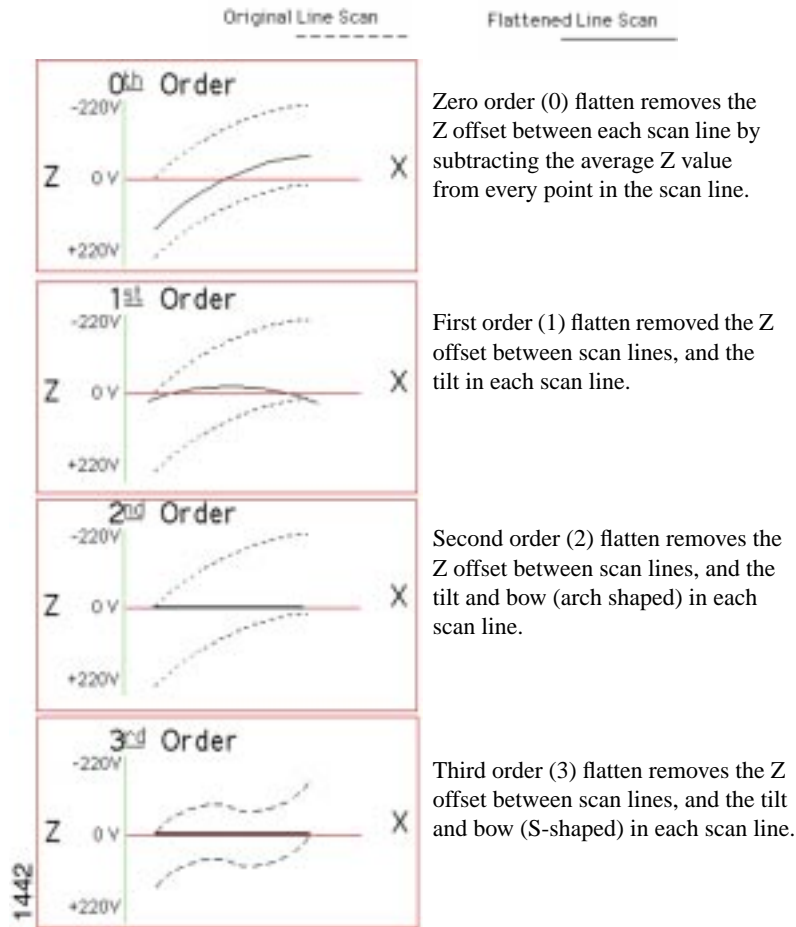 Original Line Scan
Flattened Line Scan
0th Order
-220V
Z
0 V
X
+220V
Zero order (0) flatten removes the
Z offset between each scan line by
subtracting the average Z value
from every point in the scan line.
1st Order
-220V
Z
0 V
X
+220V
First order (1) flatten removed the Z
offset between scan lines, and the
tilt in each scan line.
2nd Order
-220V
Z
0 V
X
+220V
Second order (2) flatten removes the
Z offset between scan lines, and the
tilt and bow (arch shaped) in each
scan line.
3rd Order
-220V
Z
0 V
X
+220V
Third order (3) flatten removes the Z
offset between scan lines, and the tilt
and bow (S-shaped) in each scan line.
1442